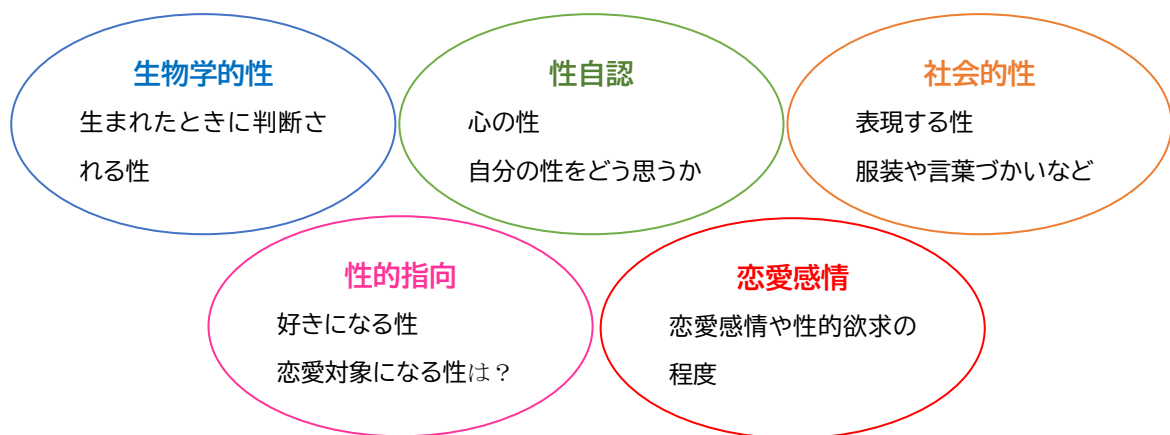 生物学的性
生まれたときに判断さ
れる性
性自認
心の性
自分の性をどう思うか
社会的性
表現する性
服装や言葉づかいなど
性的指向
好きになる性
恋愛対象になる性は？
恋愛感情
恋愛感情や性的欲求の
程度